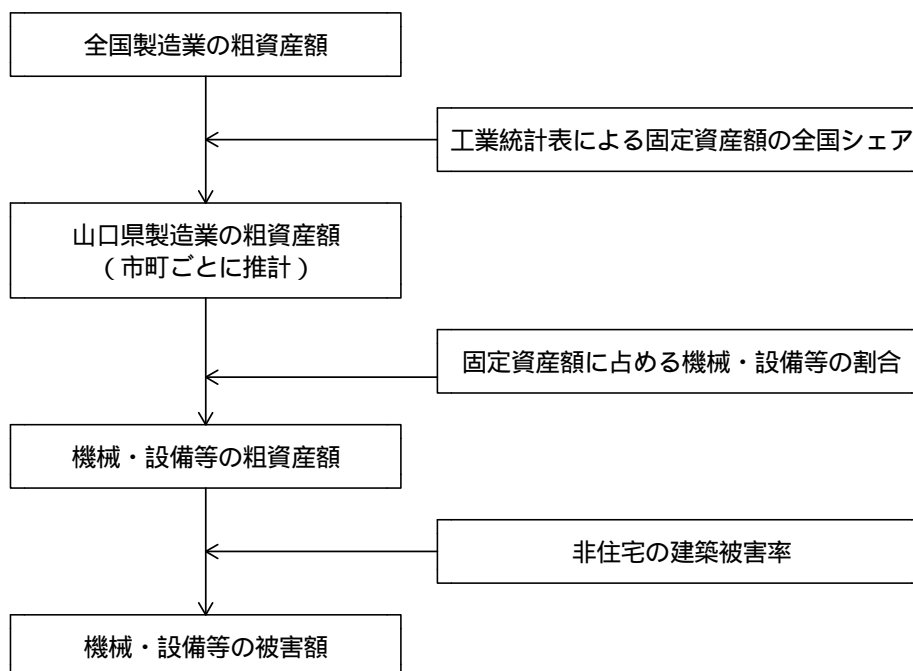 全国製造業の粗資産額
工業統計表による固定資産額の全国シェア
山口県製造業の粗資産額
(市町ごとに推計)
固定資産額に占める機械・設備等の割合
機械・設備等の粗資産額
非住宅の建築被害率
機械・設備等の被害額